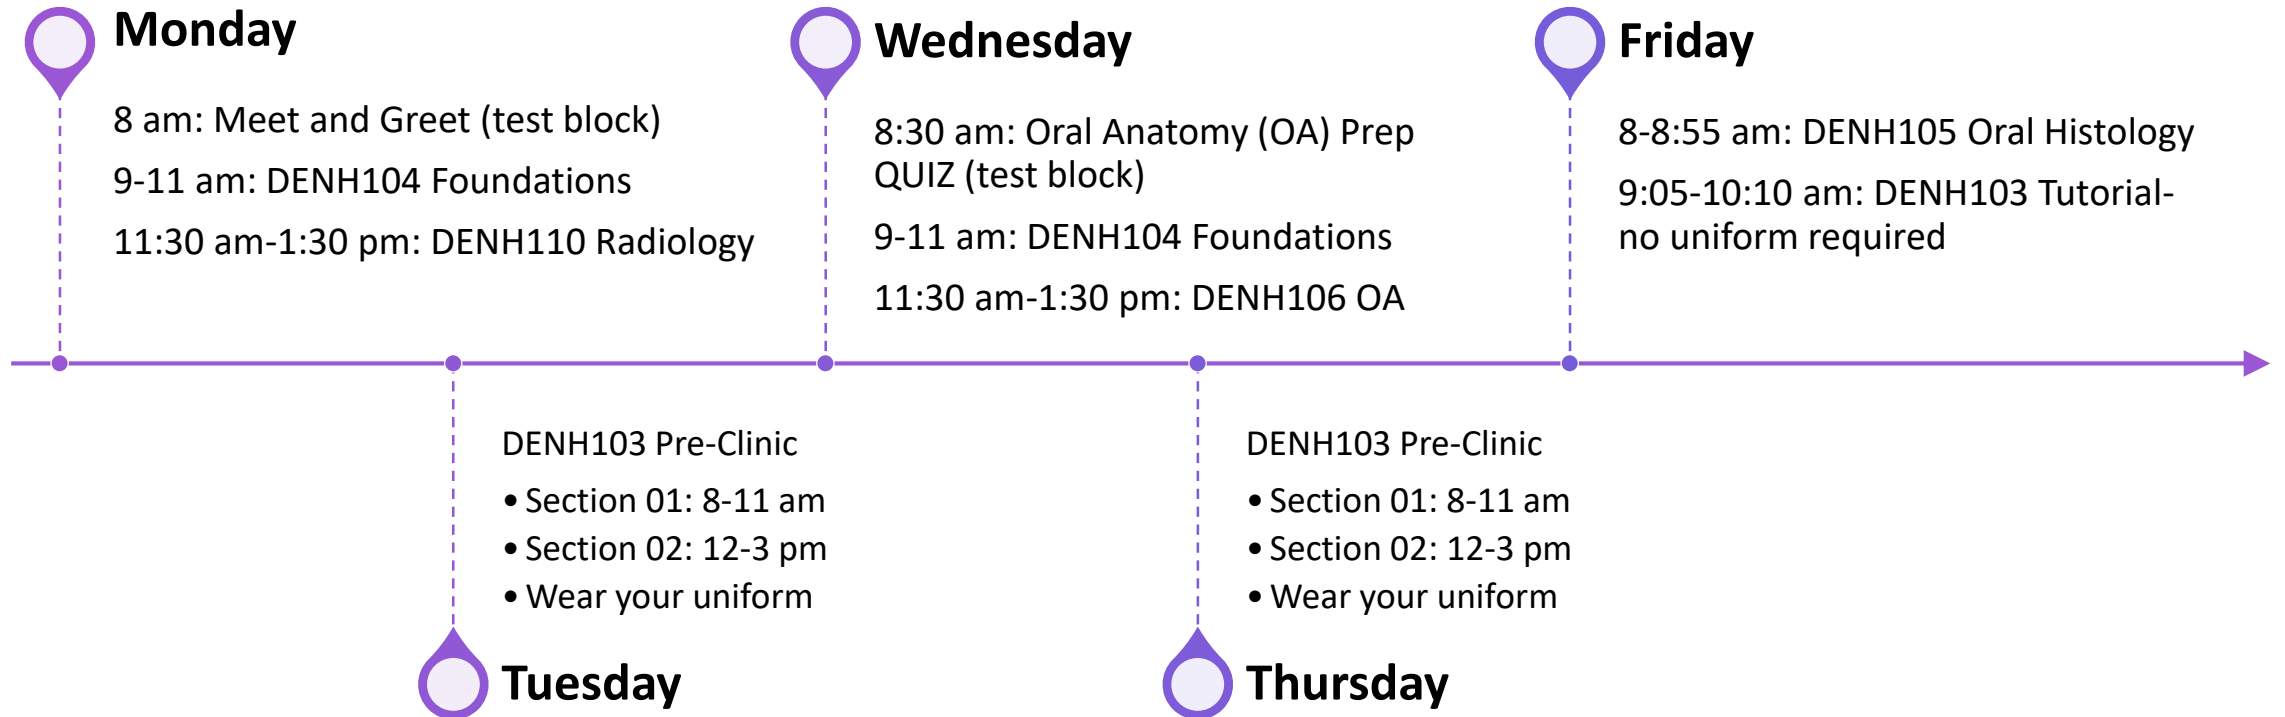 Monday
8 am: Meet and Greet (test block)
9-11 am: DENH104 Foundations
11:30 am-1:30 pm: DENH110 Radiology
Wednesday
8:30 am: Oral Anatomy (OA) Prep
QUIZ (test block)
9-11 am: DENH104 Foundations
11:30 am-1:30 pm: DENH106 OA
Friday
8-8:55 am: DENH105 Oral Histology
9:05-10:10 am: DENH103 Tutorial-
no uniform required
DENH103 Pre-Clinic
• Section 01: 8-11 am
• Section 02: 12-3 pm
• Wear your uniform
Tuesday
DENH103 Pre-Clinic
• Section 01: 8-11 am
• Section 02: 12-3 pm
• Wear your uniform
Thursday